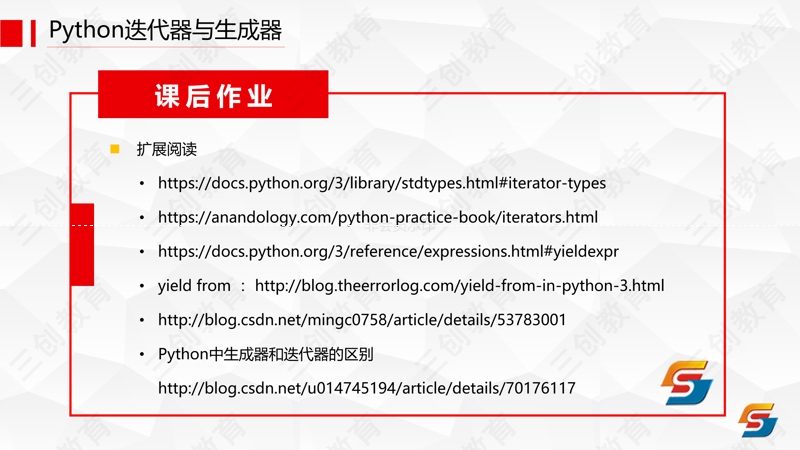 Python迭代器与生成器
课后作业
扩展阅读
• https://docs.python.org/3/library/stdtypes.html#iterator-types
• https://anandology.com/python-practice-book/iterators.html
• https://docs.python.org/3/reference/expressions.html#yieldexpr
• yield from ： http://blog.theerrorlog.com/yield-from-in-python-3.html
• http://blog.csdn.net/mingc0758/article/details/53783001
• Python中生成器和迭代器的区别
http://blog.csdn.net/u014745194/article/details/70176117
三创教育